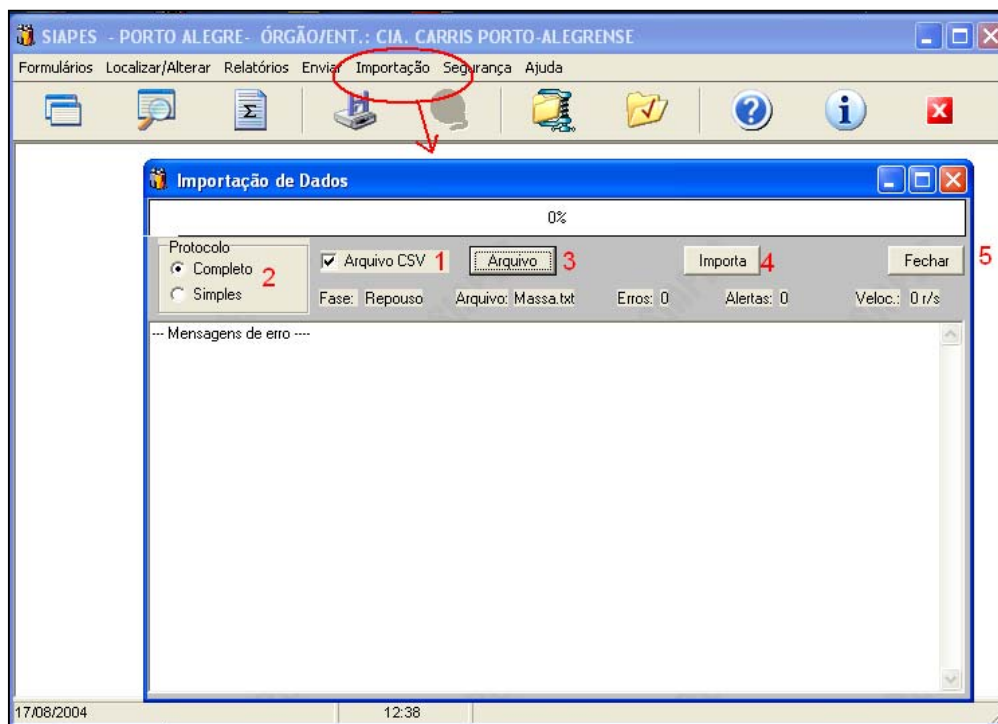 SIAPES - PORTO ALEGRE- ÓRGÃO/ENT.: CIA. CARRIS PORTO-ALEGRENSE
Formulários Localizar/Alterar Relatórios Enviar Importação Segurança Ajuda
Importação de Dados
0%
Protocolo
Completo 2
Simples
Arquivo CSV 1 Arquivo 3 Importa 4 Fechar 5
Fase: Repouso Arquivo: Massa.txt Erros: 0 Alertas: 0 Veloc.: 0 r/s
--- Mensagens de erro ----
17/08/2004 12:38